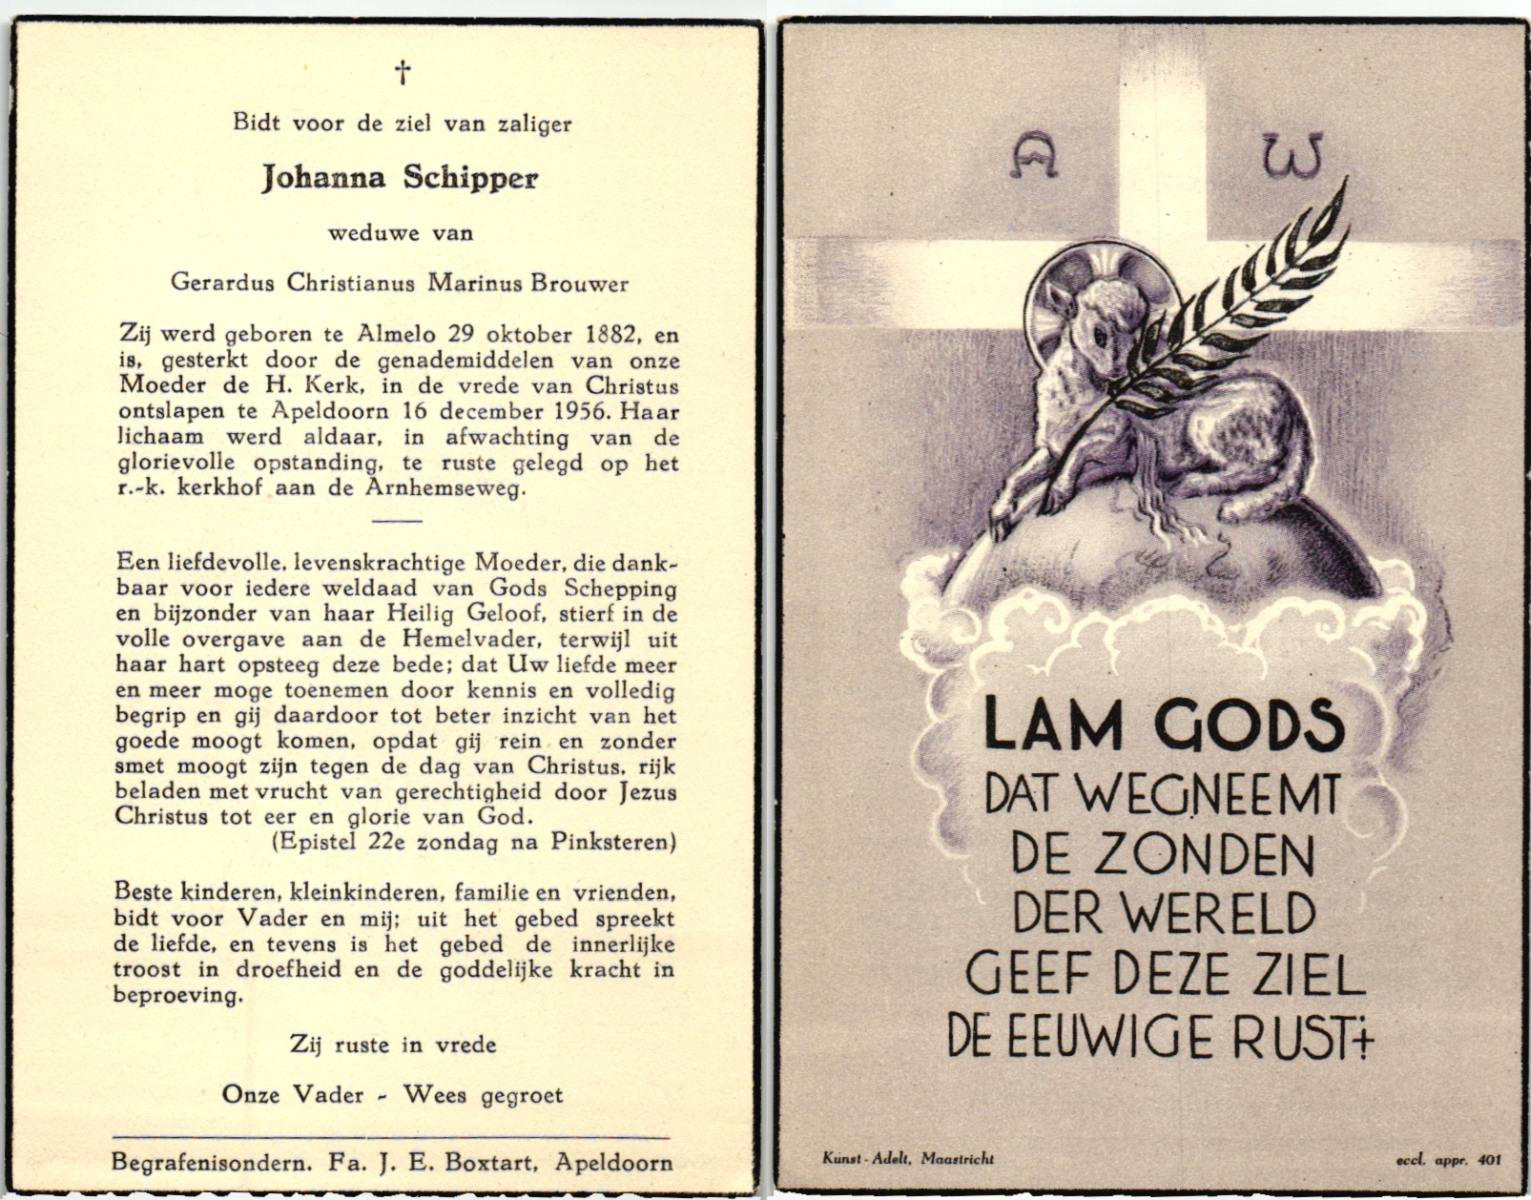 †
Bidt voor de ziel van zaliger
Johanna Schipper
weduwe van
Gerardus Christianus Marinus Brouwer
Zij werd geboren te Almelo 29 oktober 1882, en
is, gesterkt door de genademiddelen van onze
Moeder de H. Kerk, in de vrede van Christus
ontslapen te Apeldoorn 16 december 1956. Haar
lichaam werd aldaar, in afwachting van de
glorievolle opstanding, te ruste gelegd op het
r.-k. kerkhof aan de Arnhemseweg.
Een liefdevolle, levenskrachtige Moeder, die dank-
baar voor iedere weldaad van Gods Schepping
en bijzonder van haar Heilig Geloof, stierf in de
volle overgave aan de Hemelvader, terwijl uit
haar hart opsteeg deze bede; dat Uw liefde meer
en meer moge toenemen door kennis en volledig
begrip en gij daardoor tot beter inzicht van het
goede moogt komen, opdat gij rein en zonder
smet moogt zijn tegen de dag van Christus, rijk
beladen met vrucht van gerechtigheid door Jezus
Christus tot eer en glorie van God.
(Epistel 22e zondag na Pinksteren)
Beste kinderen, kleinkinderen, familie en vrienden,
bidt voor Vader en mij; uit het gebed spreekt
de liefde, en tevens is het gebed de innerlijke
troost in droefheid en de goddelijke kracht in
beproeving.
Zij ruste in vrede
Onze Vader - Wees gegroet
Begrafenisondern. Fa. J. E. Boxtart, Apeldoorn
Α ω
LAM GODS
DAT WEGNEEMT
DE ZONDEN
DER WERELD
GEEF DEZE ZIEL
DE EEUWIGE RUST
Kunst-Adelt, Maastricht
eccl. appr. 401